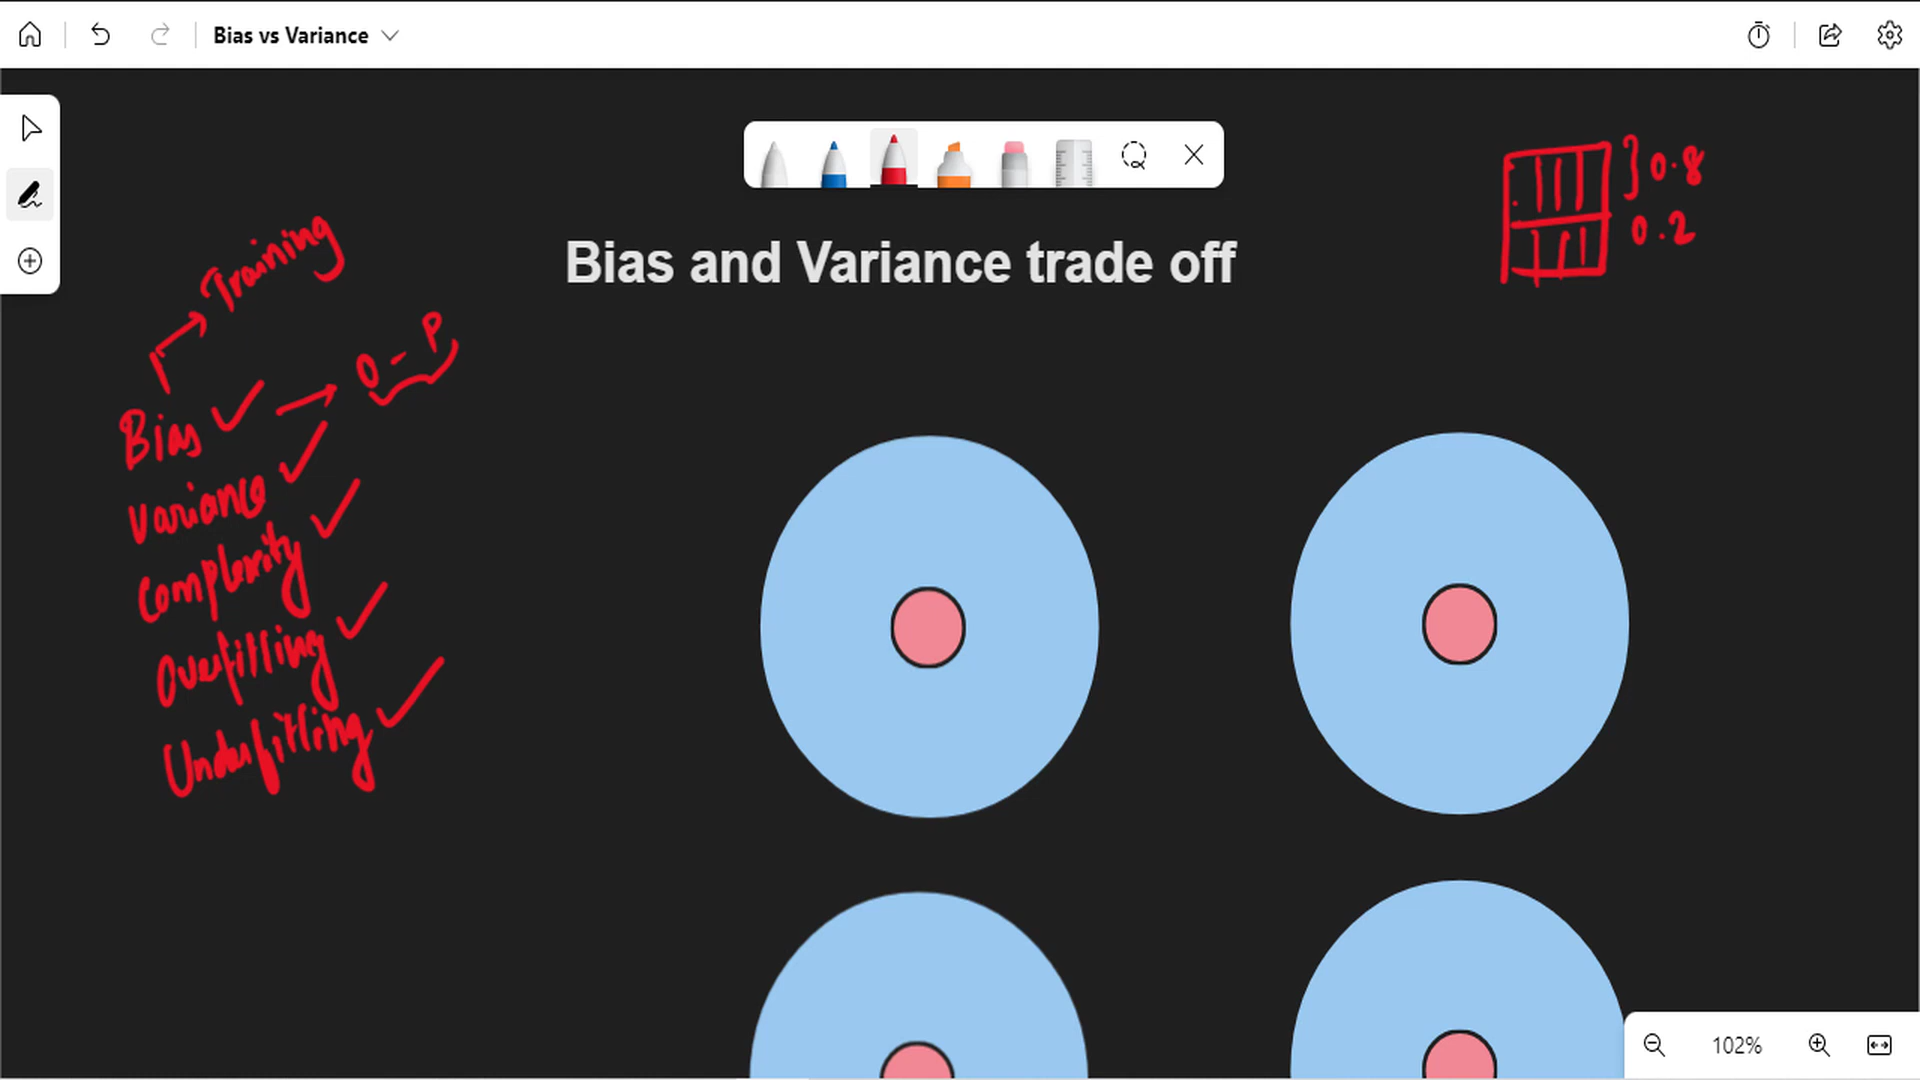 Bias vs Variance
0.8
0.2
Bias and Variance trade off
Training
O - P
Bias
Variance
Complexity
Overfitting
Underfitting
102%